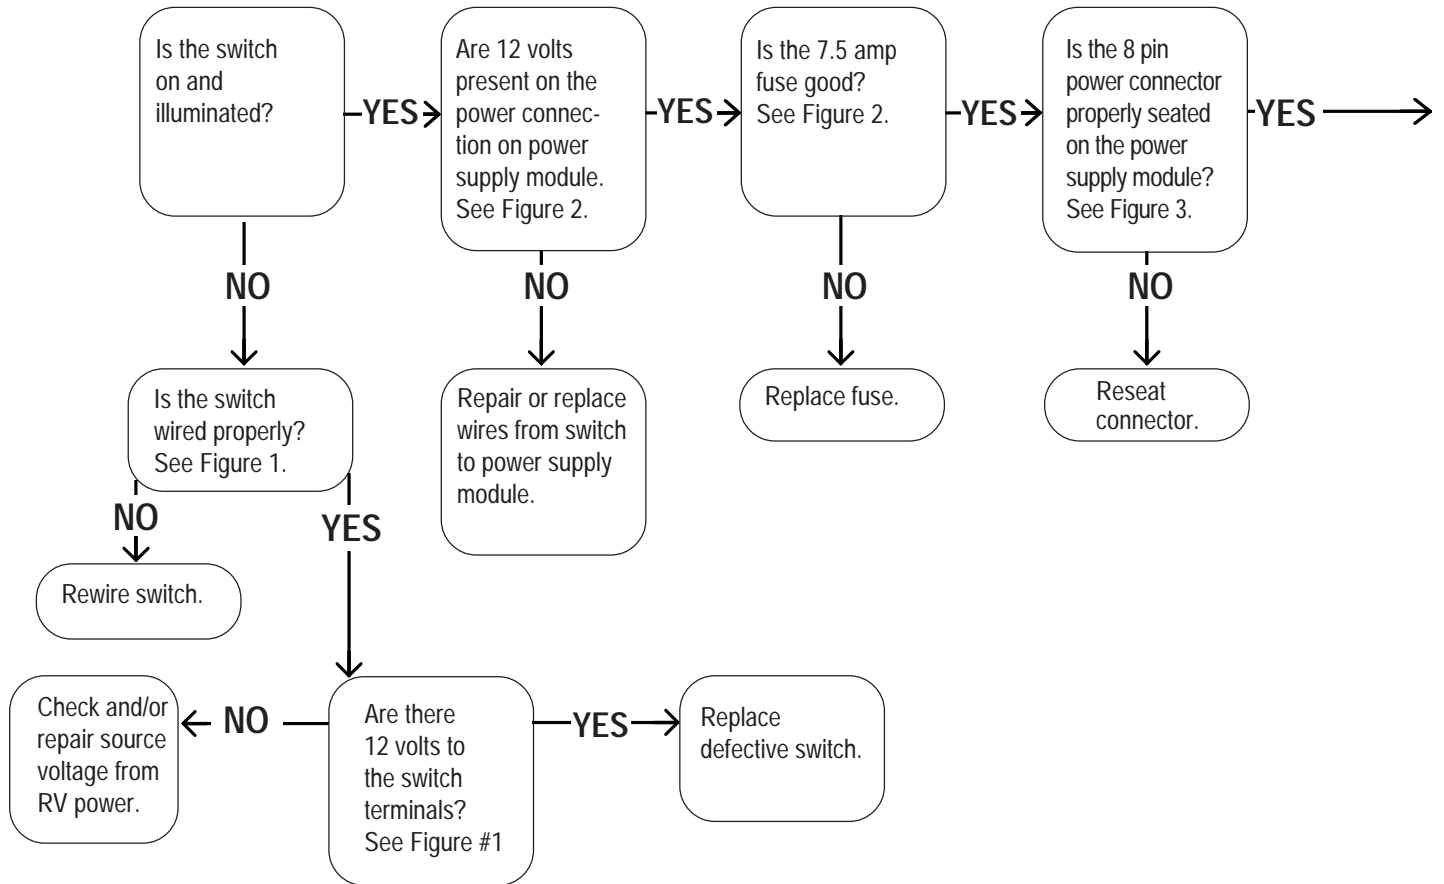 Is the switch
on and
illuminated?
YES
Are 12 volts
present on the
power connec-
tion on power
supply module.
See Figure 2.
YES
Is the 7.5 amp
fuse good?
See Figure 2.
YES
Is the 8 pin
power connector
properly seated
on the power
supply module?
See Figure 3.
YES
NO
NO
NO
NO
Is the switch
wired properly?
See Figure 1.
Repair or replace
wires from switch
to power supply
module.
Replace fuse.
Reseat
connector.
NO
YES
Rewire switch.
Check and/or
repair source
voltage from
RV power.
NO
Are there
12 volts to
the switch
terminals?
See Figure #1
YES
Replace
defective switch.